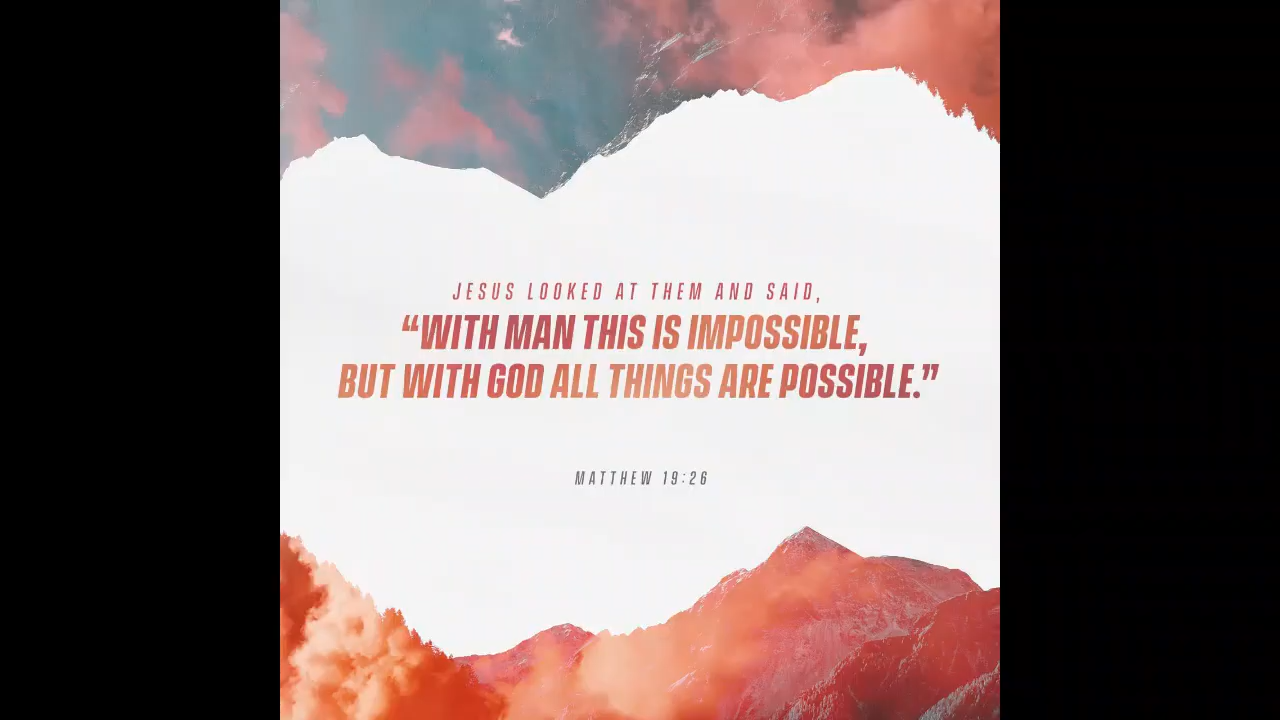 JESUS LOOKED AT THEM AND SAID,
“WITH MAN THIS IS IMPOSSIBLE,
BUT WITH GOD ALL THINGS ARE POSSIBLE.”
MATTHEW 19:26